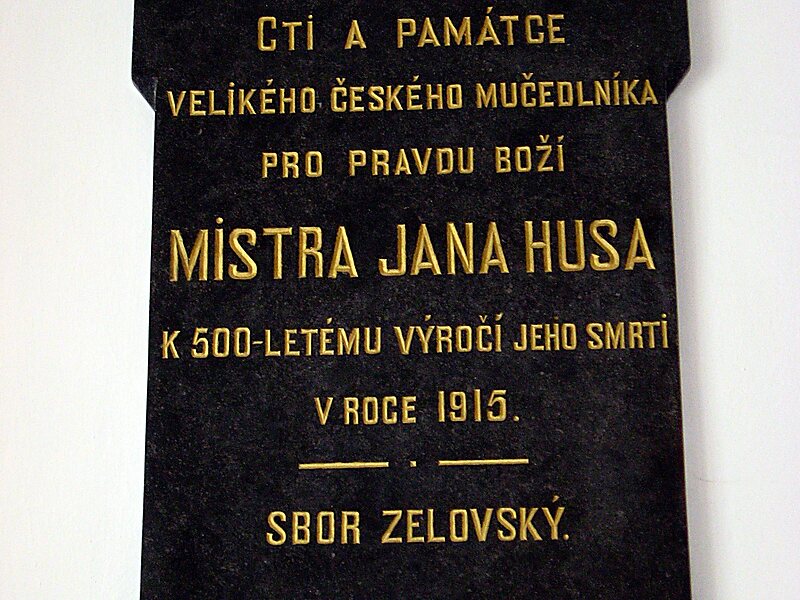 CTI A PAMÁTCE
VELIKÉHO ČESKÉHO MUČEDLNÍKA
PRO PRAVDU BOŽÍ
MISTRA JANA HUSA
K 500-LETÉMU VÝROČÍ JEHO SMRTI
V ROCE 1915.
SBOR ZELOVSKÝ.